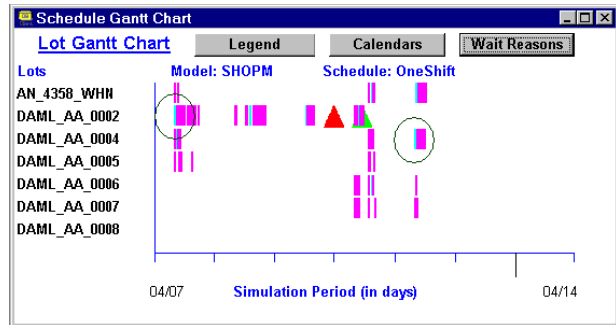 Schedule Gantt Chart
Lot Gantt Chart Legend Calendars Wait Reasons
Lots Model: SHOPM Schedule: OneShift
AN_4358_WHN
DAML_AA_0002
DAML_AA_0004
DAML_AA_0005
DAML_AA_0006
DAML_AA_0007
DAML_AA_0008
04/07 Simulation Period (in days) 04/14